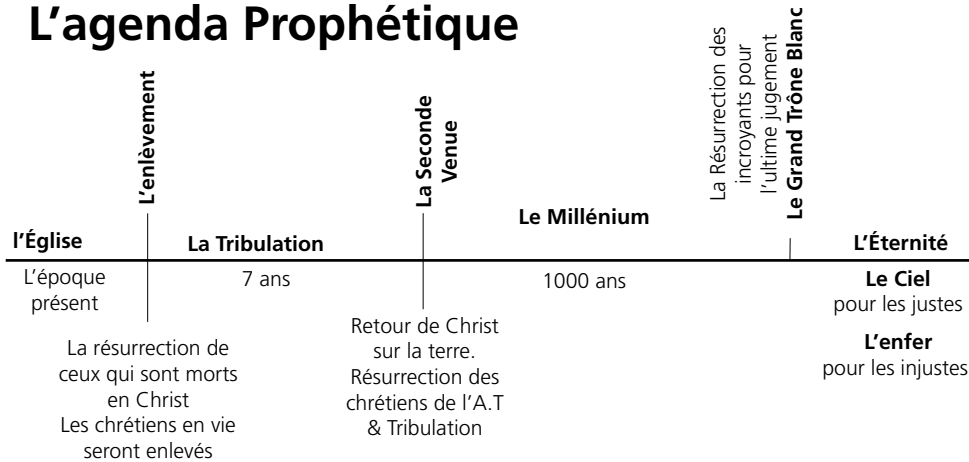 L’agenda Prophétique
L’enlèvement
La Seconde
Venue
La Résurrection des
incroyants pour
l’ultime jugement
Le Grand Trône Blanc
l’Église
La Tribulation
Le Millénium
L’Éternité
L’époque
présent
7 ans
1000 ans
Le Ciel
pour les justes
L’enfer
pour les injustes
La résurrection de
ceux qui sont morts
en Christ
Les chrétiens en vie
seront enlevés
Retour de Christ
sur la terre.
Résurrection des
chrétiens de l’A.T
& Tribulation